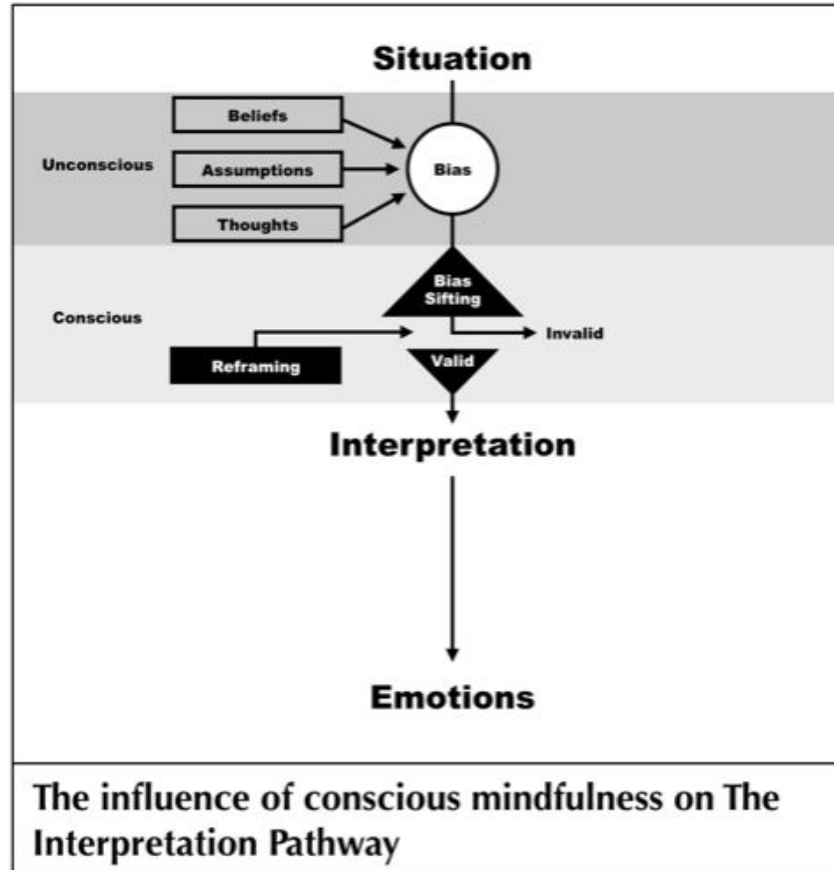 Situation
Beliefs
Unconscious
Assumptions
Bias
Thoughts
Bias
Sifting
Conscious
Invalid
Reframing
Valid
Interpretation
Emotions
The influence of conscious mindfulness on The
Interpretation Pathway